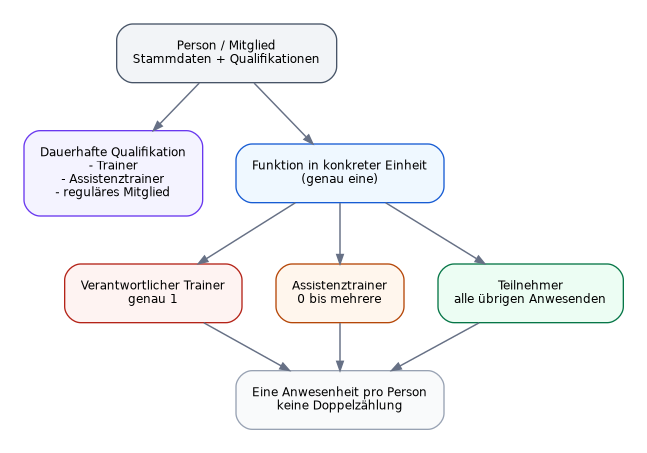 Person / Mitglied
Stammdaten + Qualifikationen
Dauerhafte Qualifikation
- Trainer
- Assistenztrainer
- reguläres Mitglied
Funktion in konkreter Einheit
(genau eine)
Verantwortlicher Trainer
genau 1
Assistenztrainer
0 bis mehrere
Teilnehmer
alle übrigen Anwesenden
Eine Anwesenheit pro Person
keine Doppelzählung